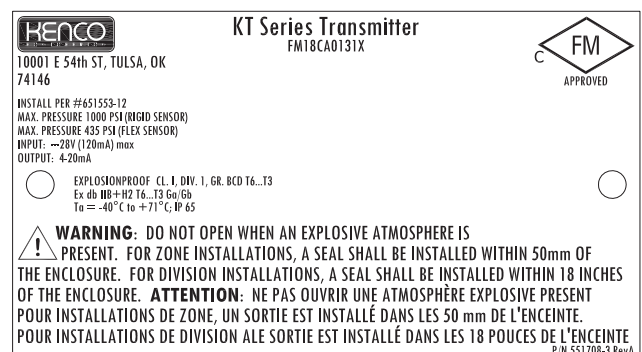 KENCO
KT Series Transmitter
FM18CA0131X
10001 E 54th ST, TULSA, OK
74146
C FM
APPROVED
INSTALL PER #651553-12
MAX. PRESSURE 1000 PSI (RIGID SENSOR)
MAX. PRESSURE 435 PSI (FLEX SENSOR)
INPUT: ⎓28V (120mA) max
OUTPUT: 4-20mA
EXPLOSIONPROOF CL. I, DIV. 1, GR. BCD T6...T3
Ex db IIB+H2 T6...T3 Ga/Gb
Ta = -40°C to +71°C; IP 65
WARNING: DO NOT OPEN WHEN AN EXPLOSIVE ATMOSPHERE IS
PRESENT. FOR ZONE INSTALLATIONS, A SEAL SHALL BE INSTALLED WITHIN 50mm OF
THE ENCLOSURE. FOR DIVISION INSTALLATIONS, A SEAL SHALL BE INSTALLED WITHIN 18 INCHES
OF THE ENCLOSURE. ATTENTION: NE PAS OUVRIR UNE ATMOSPHÈRE EXPLOSIVE PRESENT
POUR INSTALLATIONS DE ZONE, UN SORTIE EST INSTALLÉ DANS LES 50 mm DE L'ENCEINTE.
POUR INSTALLATIONS DE DIVISION ALE SORTIE EST INSTALLÉ DANS LES 18 POUCES DE L'ENCEINTE
P/N 551708-3 RevA